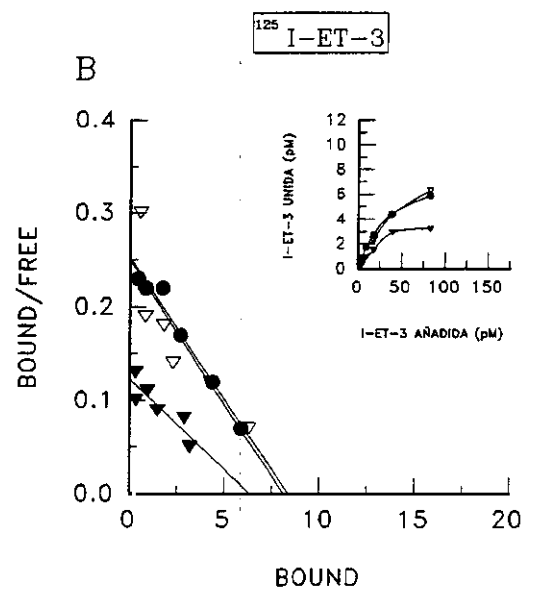 125 I-ET-3
B
0.4
0.3
0.2
0.1
0.0
0 5 10 15 20
BOUND/FREE
BOUND
12
10
8
6
4
2
0
0 50 100 150
I-ET-3 UNIDA (pM)
I-ET-3 AÑADIDA (pM)